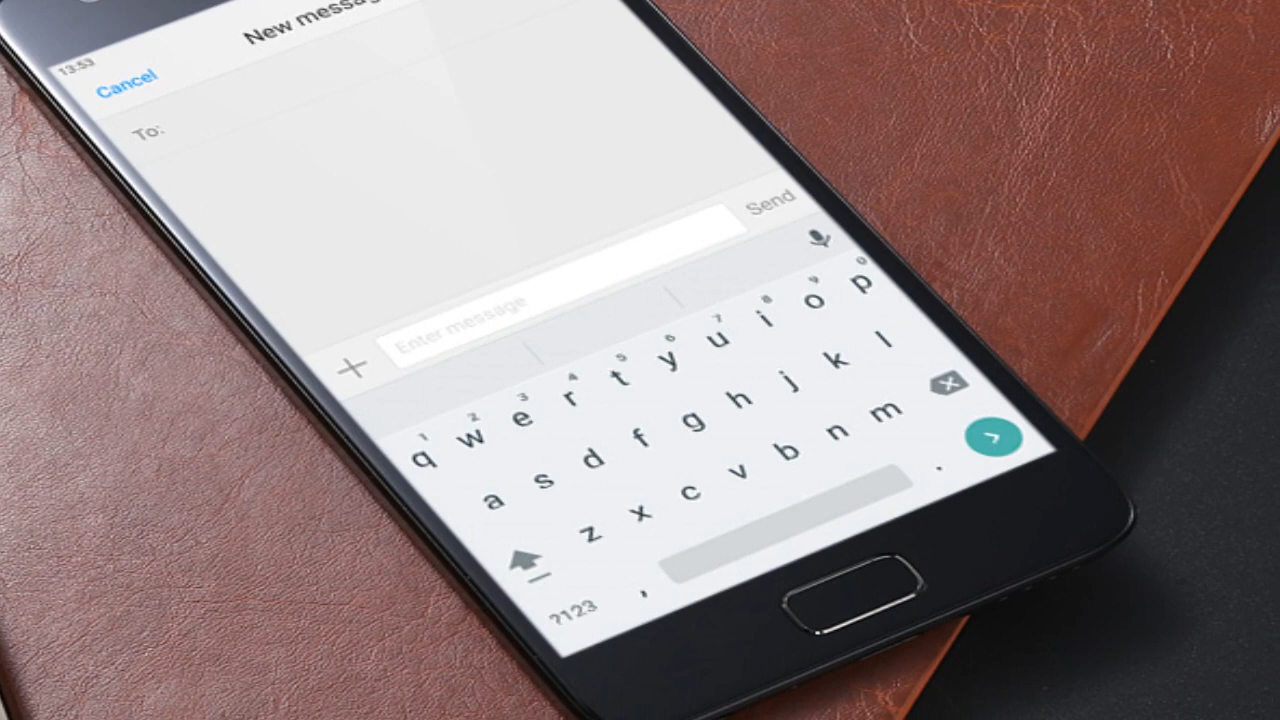 New messag
13:53
Cancel
To:
Send
Enter message
1 2 3 4 5 6 7 8 9 0
q w e r t y u i o p
a s d f g h j k l
z x c v b n m
?123 , .